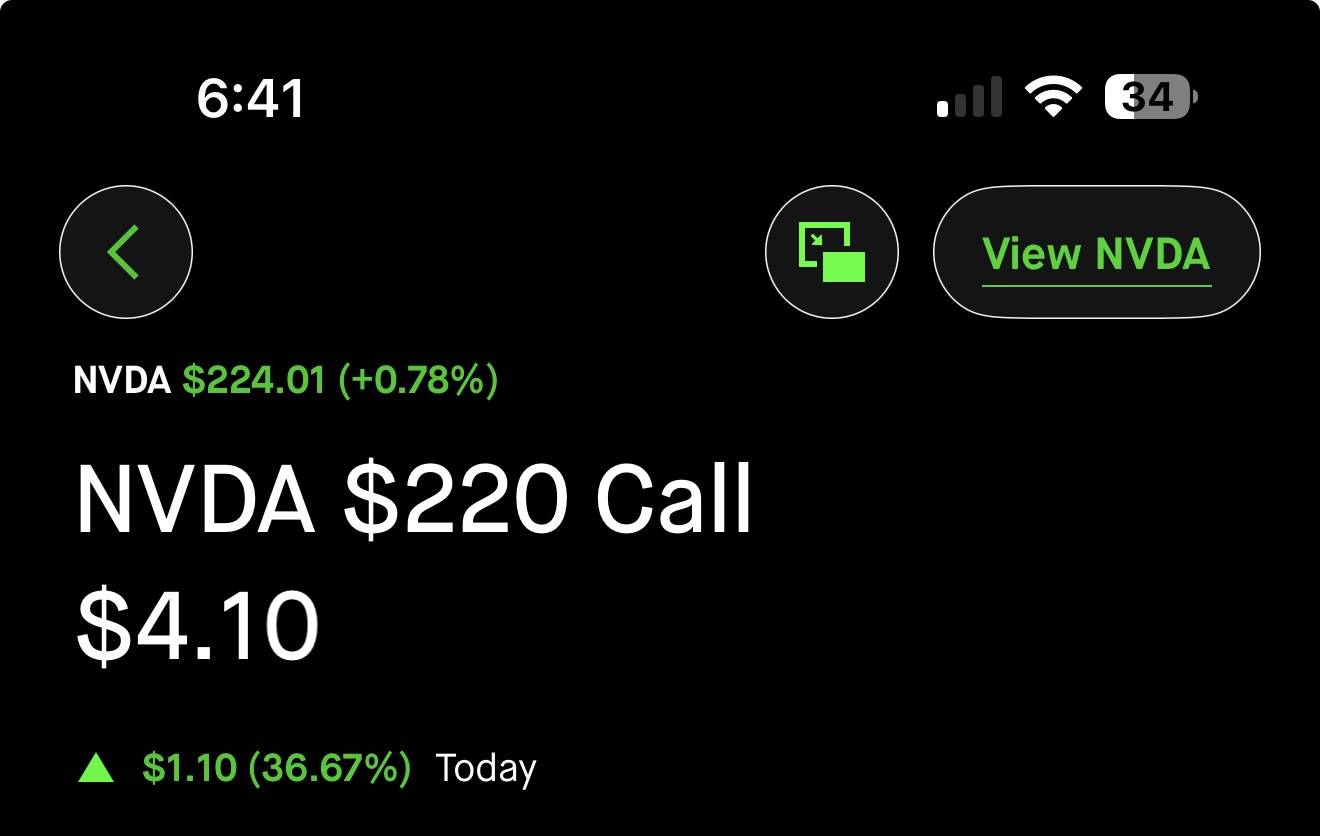 6:41 34
View NVDA
NVDA $224.01 (+0.78%)
NVDA $220 Call
$4.10
▲ $1.10 (36.67%) Today